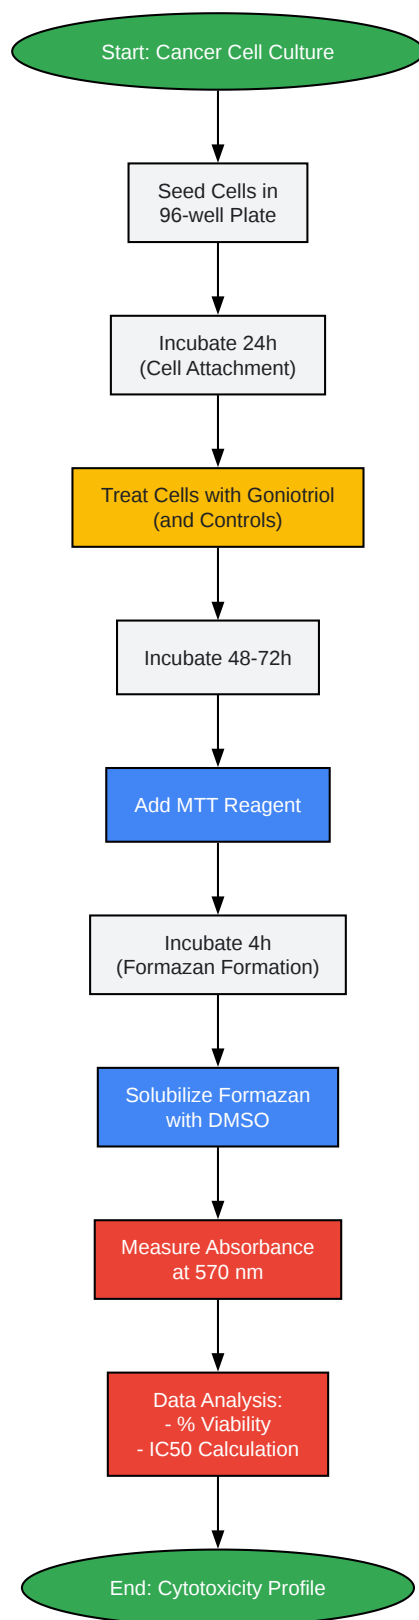 Start: Cancer Cell Culture
Seed Cells in
96-well Plate
Incubate 24h
(Cell Attachment)
Treat Cells with Goniotriol
(and Controls)
Incubate 48-72h
Add MTT Reagent
Incubate 4h
(Formazan Formation)
Solubilize Formazan
with DMSO
Measure Absorbance
at 570 nm
Data Analysis:
- % Viability
- IC50 Calculation
End: Cytotoxicity Profile